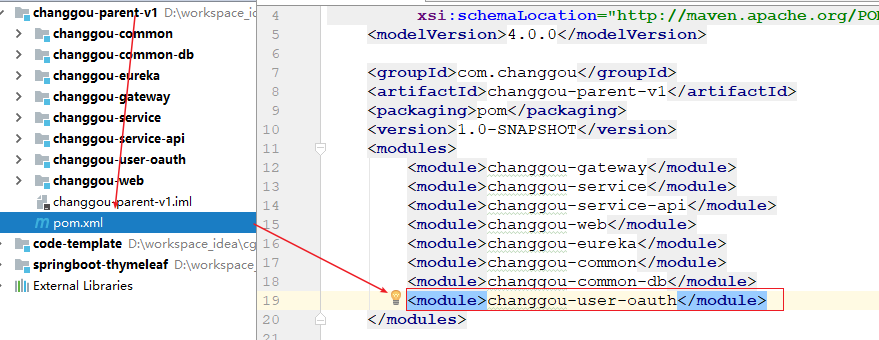 changgou-parent-v1 D:\workspace_id
changgou-common
changgou-common-db
changgou-eureka
changgou-gateway
changgou-service
changgou-service-api
changgou-user-oauth
changgou-web
changgou-parent-v1.iml
pom.xml
code-template D:\workspace_idea\cg
springboot-thymeleaf D:\workspace_
External Libraries
4 xsi:schemaLocation="http://maven.apache.org/PO
5 <modelVersion>4.0.0</modelVersion>
6
7 <groupId>com.changgou</groupId>
8 <artifactId>changgou-parent-v1</artifactId>
9 <packaging>pom</packaging>
10 <version>1.0-SNAPSHOT</version>
11 <modules>
12 <module>changgou-gateway</module>
13 <module>changgou-service</module>
14 <module>changgou-service-api</module>
15 <module>changgou-web</module>
16 <module>changgou-eureka</module>
17 <module>changgou-common</module>
18 <module>changgou-common-db</module>
19 <module>changgou-user-oauth</module>
20 </modules>
21